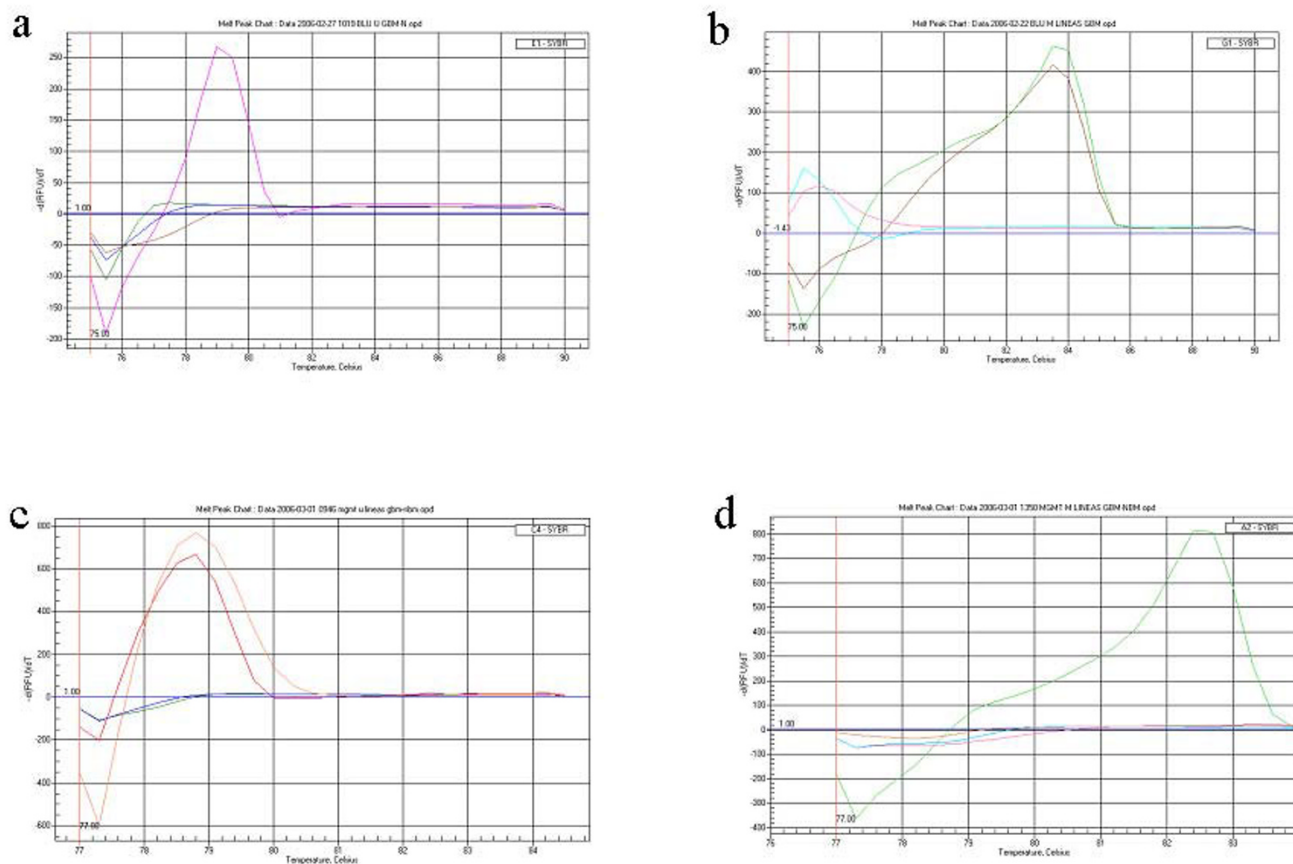 a
Melt Peak Chart : Data 2006-02-27 1019 BLU U GBM-N.opd
E1 - SYBR
-d(RFU)/dT
250
200
150
100
50
0
-50
-100
-150
-200
1.00
75.00
76 78 80 82 84 86 88 90
Temperature, Celsius
b
Melt Peak Chart : Data 2006-02-22 BLU M LINEAS GBM.opd
G1 - SYBR
-d(RFU)/dT
400
300
200
100
0
-100
-200
-1.43
75.00
76 78 80 82 84 86 88 90
Temperature, Celsius
c
Melt Peak Chart : Data 2006-03-01 0946 mgmt u lineas gbm-nbm.opd
C4 - SYBR
-d(RFU)/dT
800
600
400
200
0
-200
-400
-600
1.00
77.00
77 78 79 80 81 82 83 84
Temperature, Celsius
d
Melt Peak Chart : Data 2006-03-01 1350 MGMT M LINEAS GBM-NBM.opd
A2 - SYBR
-d(RFU)/dT
800
700
600
500
400
300
200
100
0
-100
-200
-300
-400
1.00
77.00
76 77 78 79 80 81 82 83
Temperature, Celsius